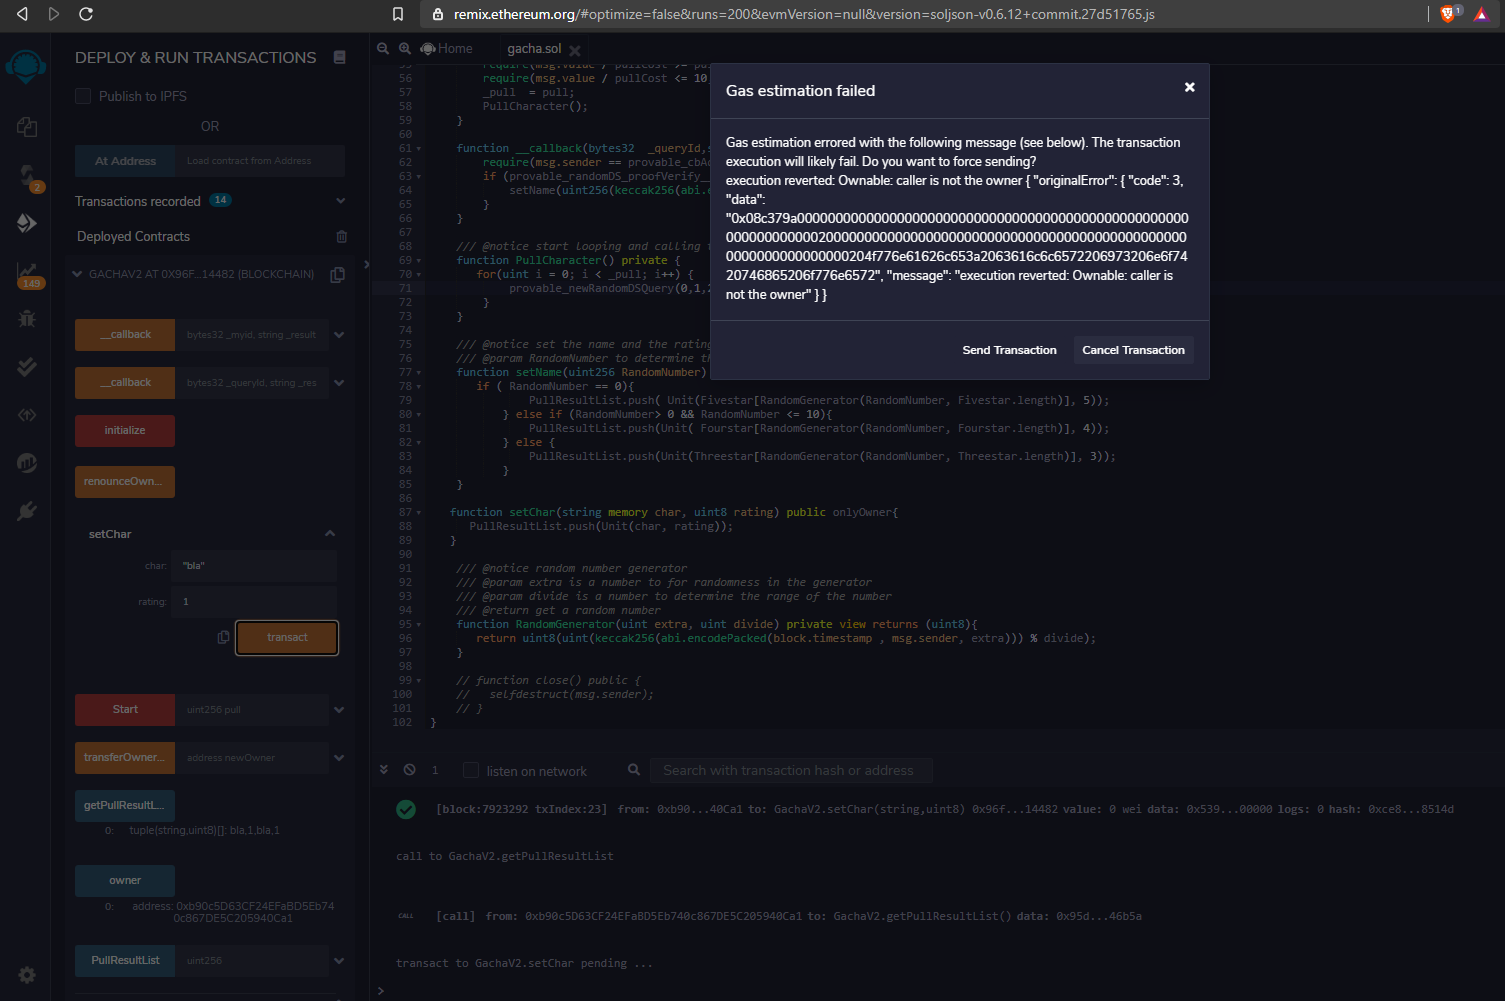 remix.ethereum.org/#optimize=false&runs=200&evmVersion=null&version=soljson-v0.6.12+commit.27d51765.js
1
DEPLOY & RUN TRANSACTIONS
Publish to IPFS
OR
At Address
Load contract from Address
Transactions recorded 14
Deployed Contracts
GACHAV2 AT 0X96F...14482 (BLOCKCHAIN)
2
149
__callback
bytes32 _myid, string _result
__callback
bytes32 _queryId, string _res
initialize
renounceOwn...
setChar
char: "bla"
rating: 1
transact
Start
uint256 pull
transferOwner...
address newOwner
getPullResultL...
0: tuple(string,uint8)[]: bla,1,bla,1
owner
0: address: 0xb90c5D63CF24EFaBD5Eb74
0c867DE5C205940Ca1
PullResultList
uint256
Home
gacha.sol
56 require(msg.value / pullCost <= 10
57 _pull = pull;
58 PullCharacter();
59 }
60
61 function __callback(bytes32 _queryId,s
62 require(msg.sender == provable_cbAd
63 if (provable_randomDS_proofVerify__
64 setName(uint256(keccak256(abi.e
65 }
66 }
67
68 /// @notice start looping and calling t
69 function PullCharacter() private {
70 for(uint i = 0; i < _pull; i++) {
71 provable_newRandomDSQuery(0,1,2
72 }
73 }
74
75 /// @notice set the name and the rating
76 /// @param RandomNumber to determine th
77 function setName(uint256 RandomNumber)
78 if ( RandomNumber == 0){
79 PullResultList.push( Unit(Fivestar[RandomGenerator(RandomNumber, Fivestar.length)], 5));
80 } else if (RandomNumber> 0 && RandomNumber <= 10){
81 PullResultList.push(Unit( Fourstar[RandomGenerator(RandomNumber, Fourstar.length)], 4));
82 } else {
83 PullResultList.push(Unit(Threestar[RandomGenerator(RandomNumber, Threestar.length)], 3));
84 }
85 }
86
87 function setChar(string memory char, uint8 rating) public onlyOwner{
88 PullResultList.push(Unit(char, rating));
89 }
90
91 /// @notice random number generator
92 /// @param extra is a number to for randomness in the generator
93 /// @param divide is a number to determine the range of the number
94 /// @return get a random number
95 function RandomGenerator(uint extra, uint divide) private view returns (uint8){
96 return uint8(uint(keccak256(abi.encodePacked(block.timestamp , msg.sender, extra))) % divide);
97 }
98
99 // function close() public {
100 // selfdestruct(msg.sender);
101 // }
102 }
Gas estimation failed
Gas estimation errored with the following message (see below). The transaction
execution will likely fail. Do you want to force sending?
execution reverted: Ownable: caller is not the owner { "originalError": { "code": 3,
"data":
not the owner" } }
Send Transaction
Cancel Transaction
1
listen on network
Search with transaction hash or address
[block:7923292 txIndex:23] from: 0xb90...40Ca1 to: GachaV2.setChar(string,uint8) 0x96f...14482 value: 0 wei data: 0x539...00000 logs: 0 hash: 0xce8...8514d
call to GachaV2.getPullResultList
CALL [call] from: 0xb90c5D63CF24EFaBD5Eb740c867DE5C205940Ca1 to: GachaV2.getPullResultList() data: 0x95d...46b5a
transact to GachaV2.setChar pending ...
>